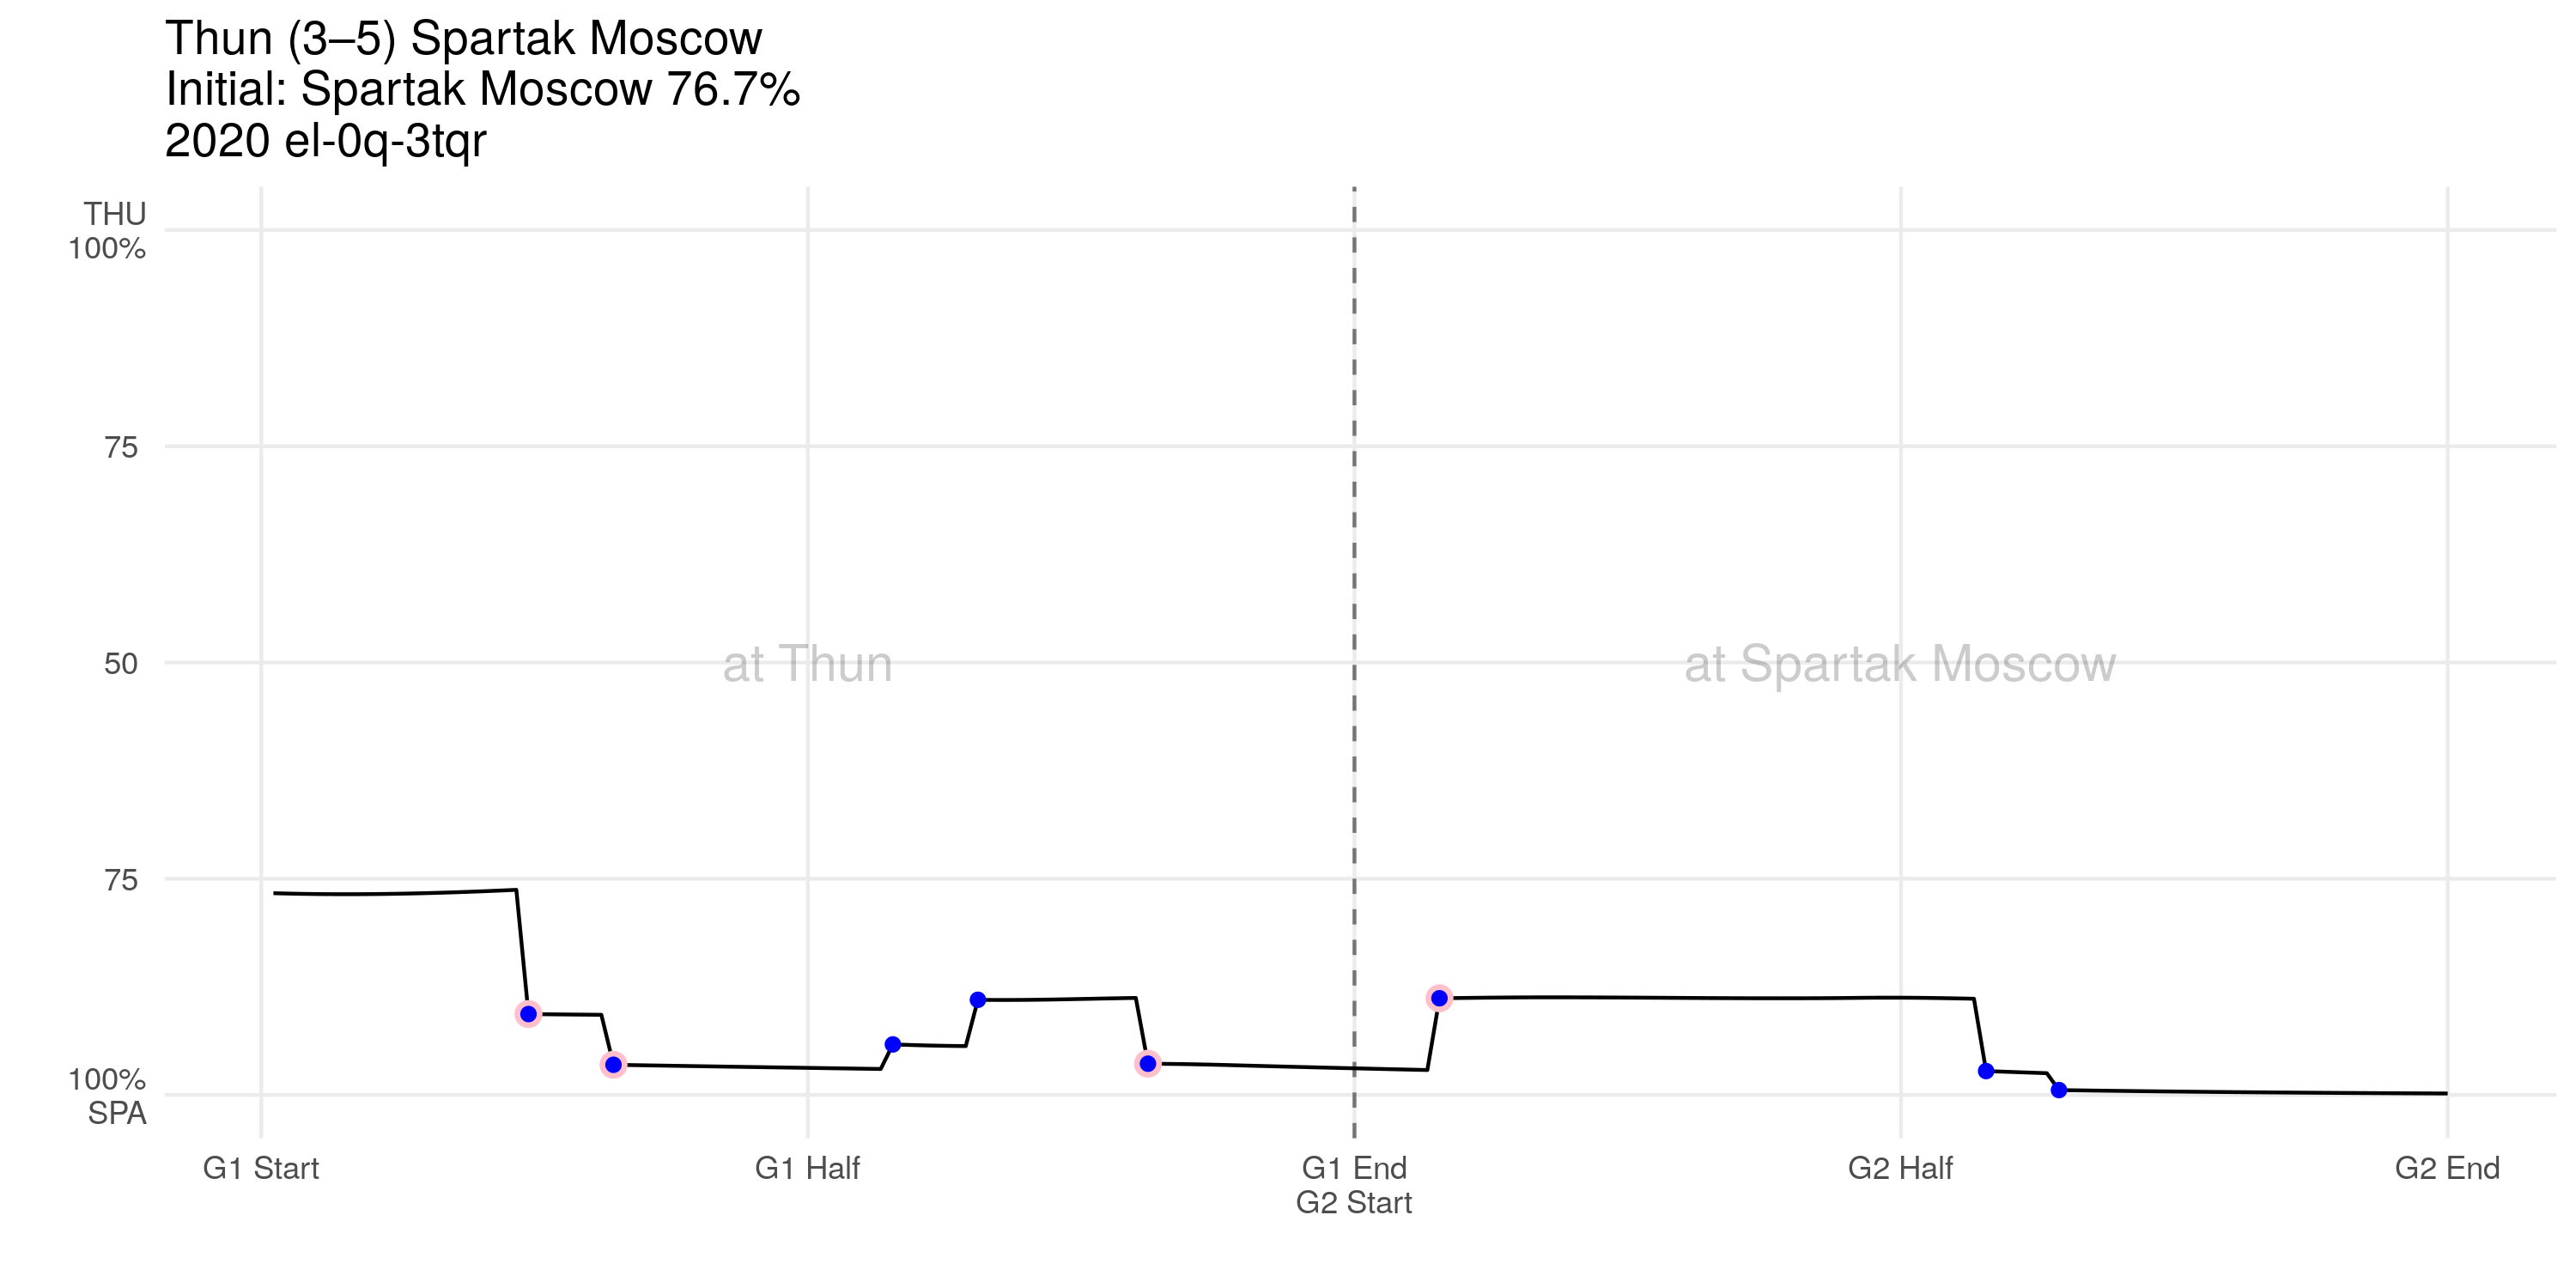 Thun (3–5) Spartak Moscow
Initial: Spartak Moscow 76.7%
2020 el-0q-3tqr
THU
100%
75
50
75
100%
SPA
at Thun
at Spartak Moscow
G1 Start
G1 Half
G1 End
G2 Start
G2 Half
G2 End